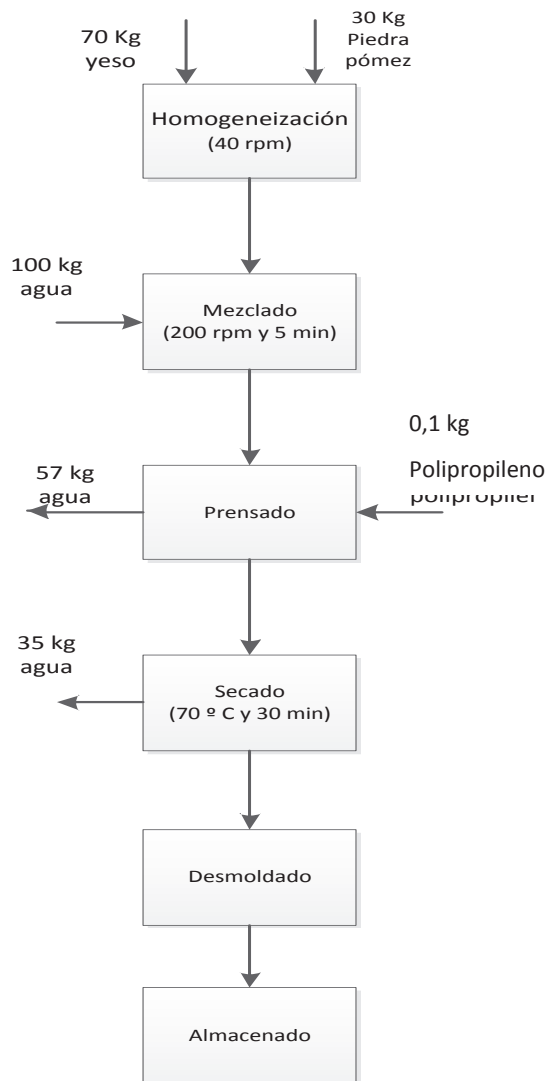 70 Kg
yeso
30 Kg
Piedra
pómez
Homogeneización
(40 rpm)
100 kg
agua
Mezclado
(200 rpm y 5 min)
0,1 kg
Polipropileno
57 kg
agua
Prensado
35 kg
agua
Secado
(70 º C y 30 min)
Desmoldado
Almacenado